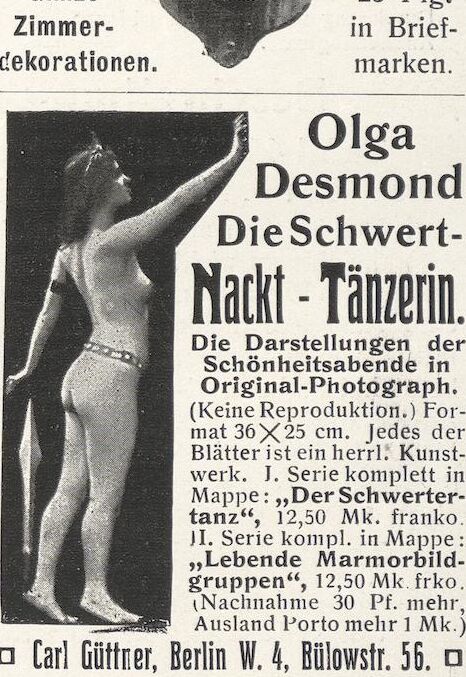 Zimmer-
dekorationen.
in Brief-
marken.
Olga
Desmond
Die Schwert-
Nackt - Tänzerin.
Die Darstellungen der
Schönheitsabende in
Original-Photograph.
(Keine Reproduktion.) For-
mat 36×25 cm. Jedes der
Blätter ist ein herrl. Kunst-
werk. I. Serie komplett in
Mappe: „Der Schwerter-
tanz“, 12,50 Mk. franko.
II. Serie kompl. in Mappe:
„Lebende Marmorbild-
gruppen“, 12,50 Mk. frko.
(Nachnahme 30 Pf. mehr,
Ausland Porto mehr 1 Mk.)
Carl Güttner, Berlin W. 4, Bülowstr. 56.